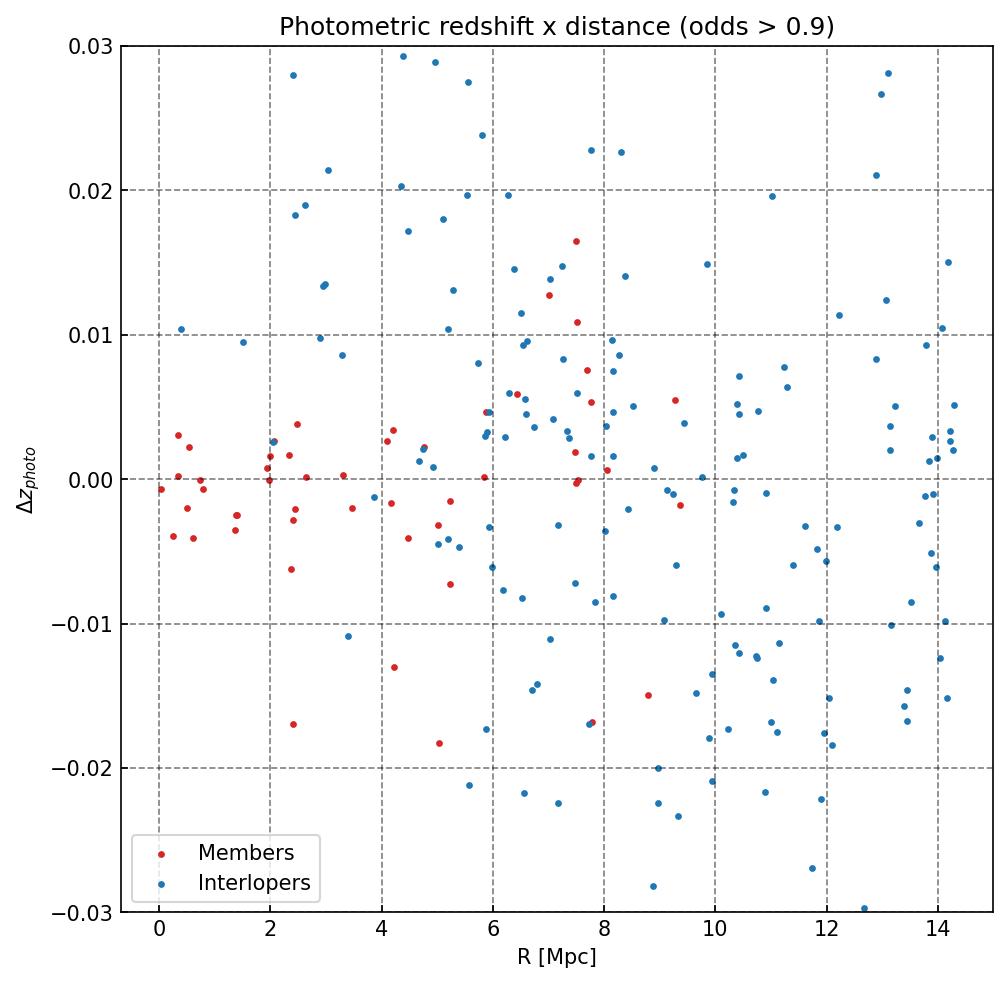 Photometric redshift x distance (odds > 0.9)
0.03
0.02
0.01
0.00
−0.01
−0.02
−0.03
Δz_photo
Members
Interlopers
0 2 4 6 8 10 12 14
R [Mpc]